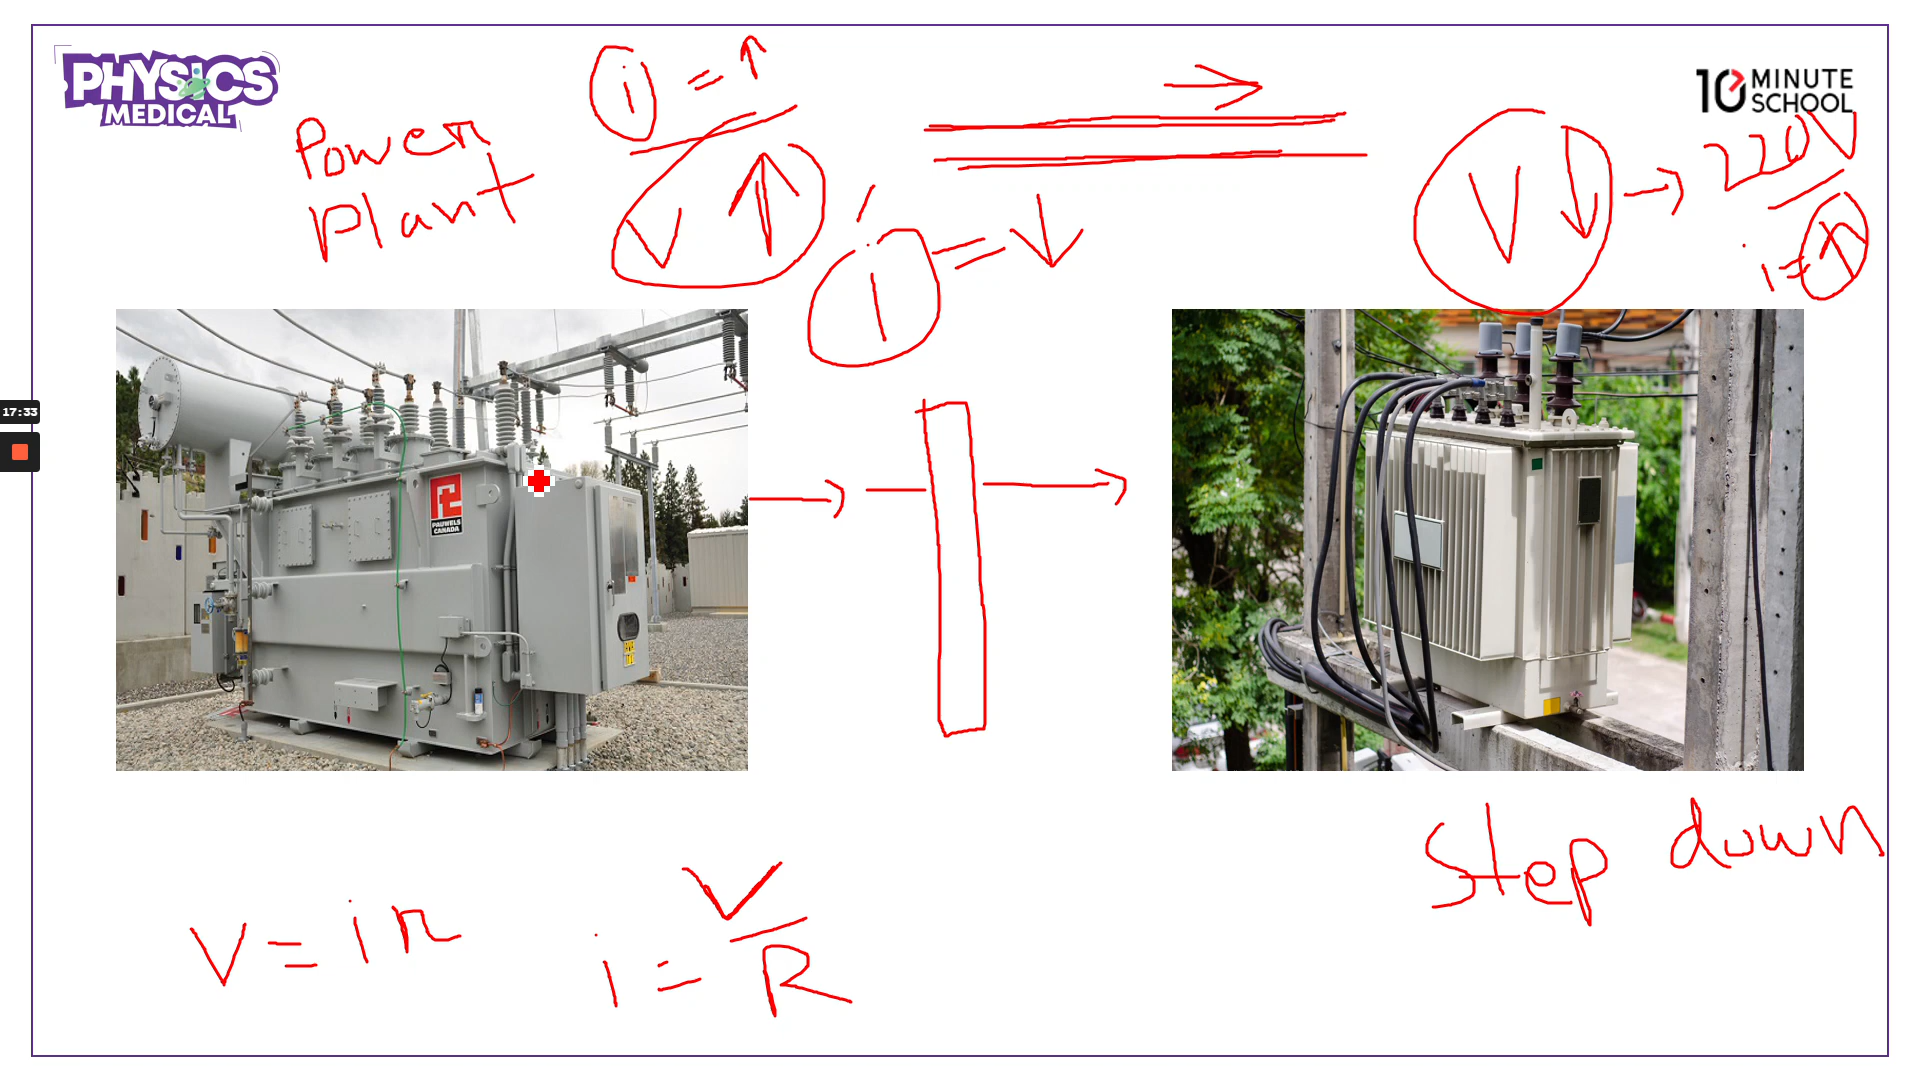 PHYSICS
MEDICAL
10 MINUTE
SCHOOL
Power
Plant
i = ↑
V ↑
i = ↓
V ↓ → 220V
i = ↑
17:33
PAUWELS
CANADA
Step down
V = ir
i = V/R